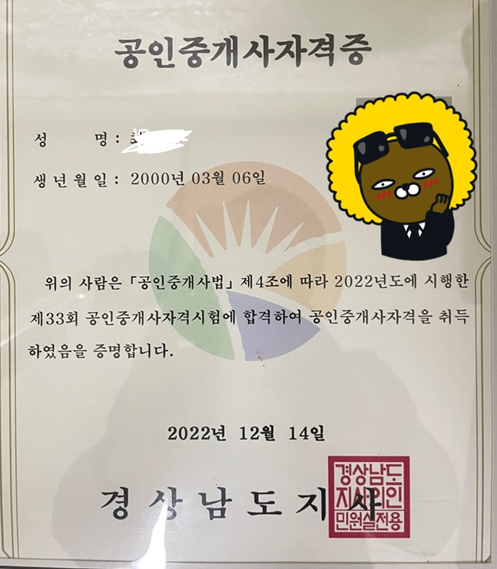 공인중개사자격증
성 명 :
생 년 월 일 : 2000년 03월 06일
위의 사람은 「공인중개사법」 제4조에 따라 2022년도에 시행한
제33회 공인중개사자격시험에 합격하여 공인중개사자격을 취득
하였음을 증명합니다.
2022년 12월 14일
경 상 남 도 지 사
경상남도
지사의인
민원실전용